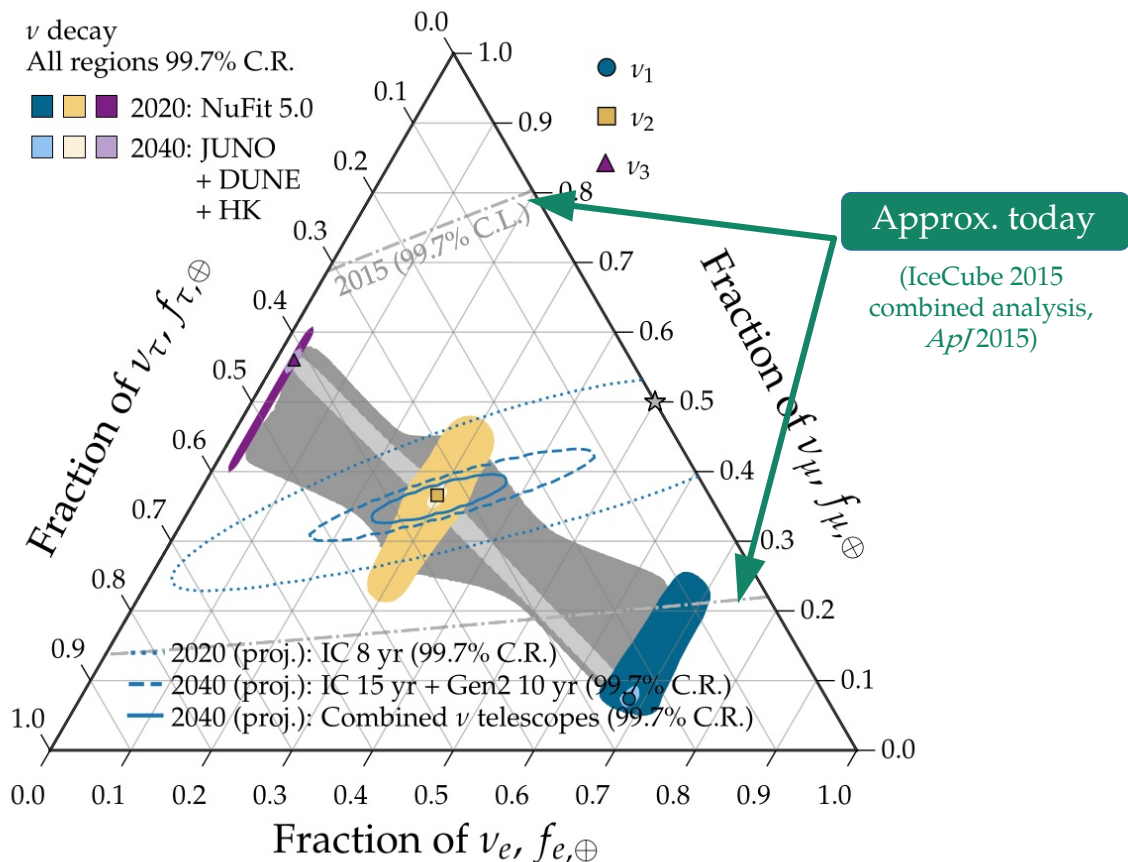 ν decay
All regions 99.7% C.R.
2020: NuFit 5.0
2040: JUNO
+ DUNE
+ HK
ν1
ν2
ν3
0.0
0.1
0.2
0.3
0.4
0.5
0.6
0.7
0.8
0.9
1.0
Fraction of ντ, fτ,⊕
1.0
0.9
0.8
0.7
0.6
0.5
0.4
0.3
0.2
0.1
0.0
Fraction of νμ, fμ,⊕
2015 (99.7% C.L.)
Approx. today
(IceCube 2015
combined analysis,
ApJ 2015)
2020 (proj.): IC 8 yr (99.7% C.R.)
2040 (proj.): IC 15 yr + Gen2 10 yr (99.7% C.R.)
2040 (proj.): Combined ν telescopes (99.7% C.R.)
0.0 0.1 0.2 0.3 0.4 0.5 0.6 0.7 0.8 0.9 1.0
Fraction of νe, fe,⊕